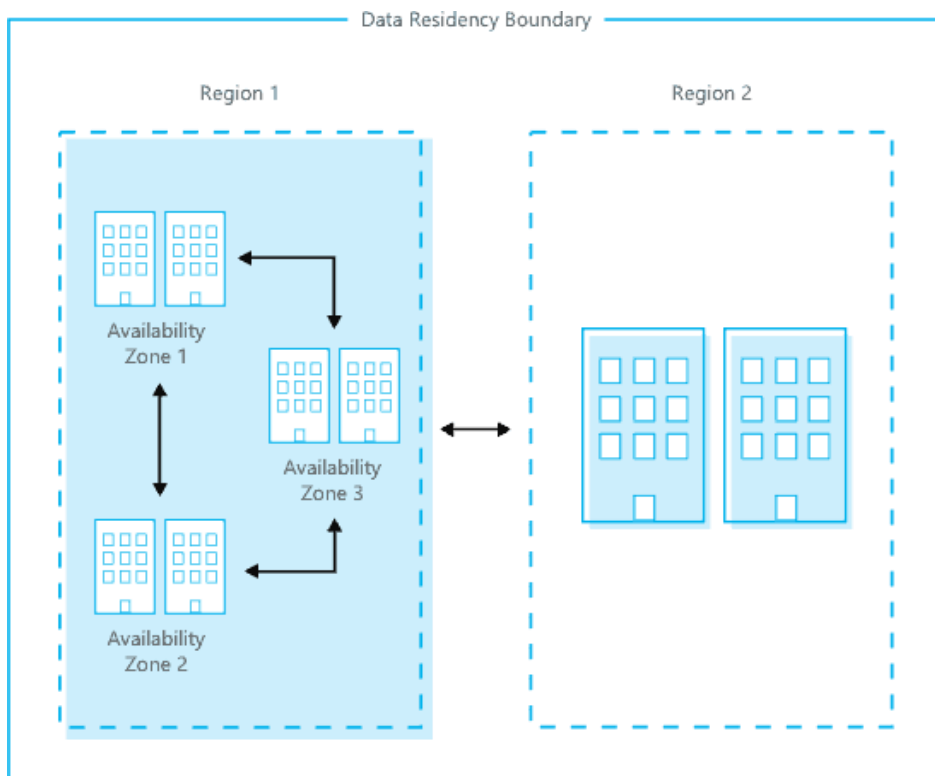 Data Residency Boundary
Region 1
Region 2
Availability
Zone 1
Availability
Zone 3
Availability
Zone 2